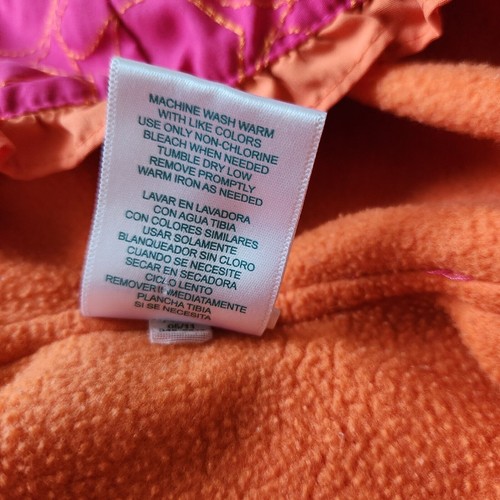 MACHINE WASH WARM
WITH LIKE COLORS
USE ONLY NON-CHLORINE
BLEACH WHEN NEEDED
TUMBLE DRY LOW
REMOVE PROMPTLY
WARM IRON AS NEEDED
LAVAR EN LAVADORA
CON AGUA TIBIA
CON COLORES SIMILARES
USAR SOLAMENTE
BLANQUEADOR SIN CLORO
CUANDO SE NECESITE
SECAR EN SECADORA
CICLO LENTO
REMOVER INMEDIATAMENTE
PLANCHA TIBIA
SI SE NECESITA